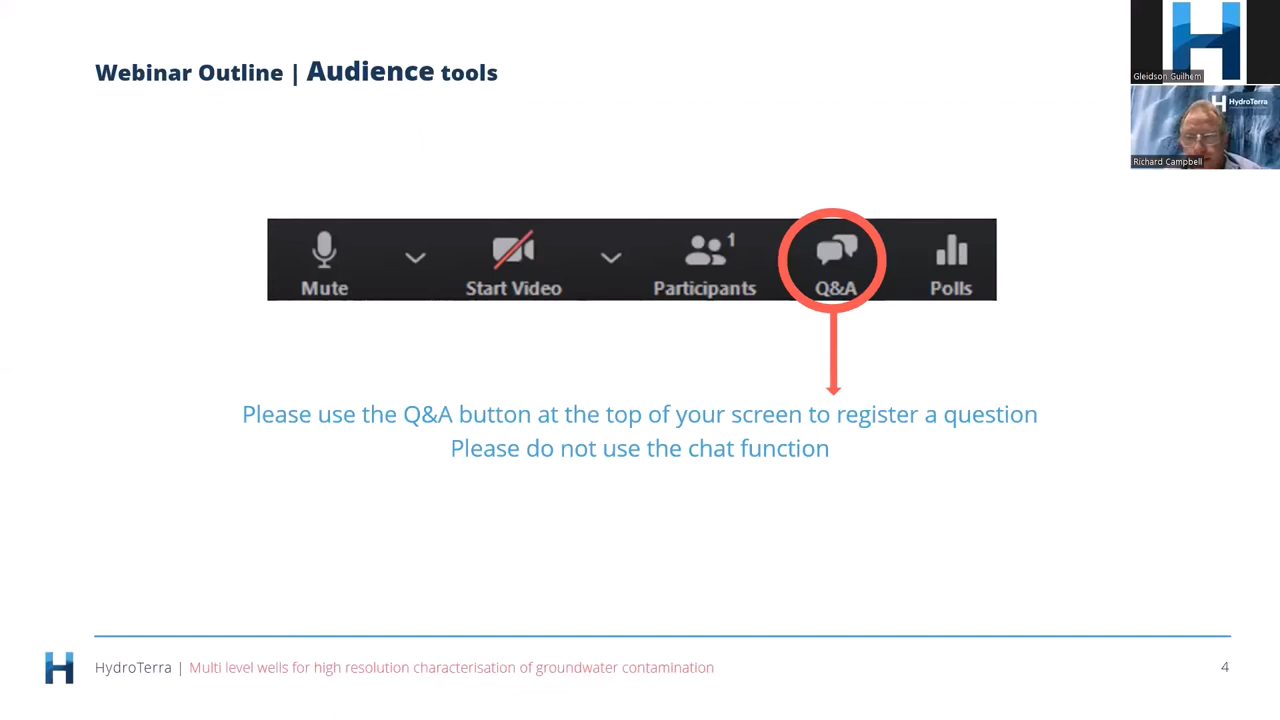 Webinar Outline | Audience tools
Gleidson Guilhem
HydroTerra
Richard Campbell
Mute
Start Video
Participants
1
Q&A
Polls
Please use the Q&A button at the top of your screen to register a question
Please do not use the chat function
HydroTerra | Multi level wells for high resolution characterisation of groundwater contamination
4